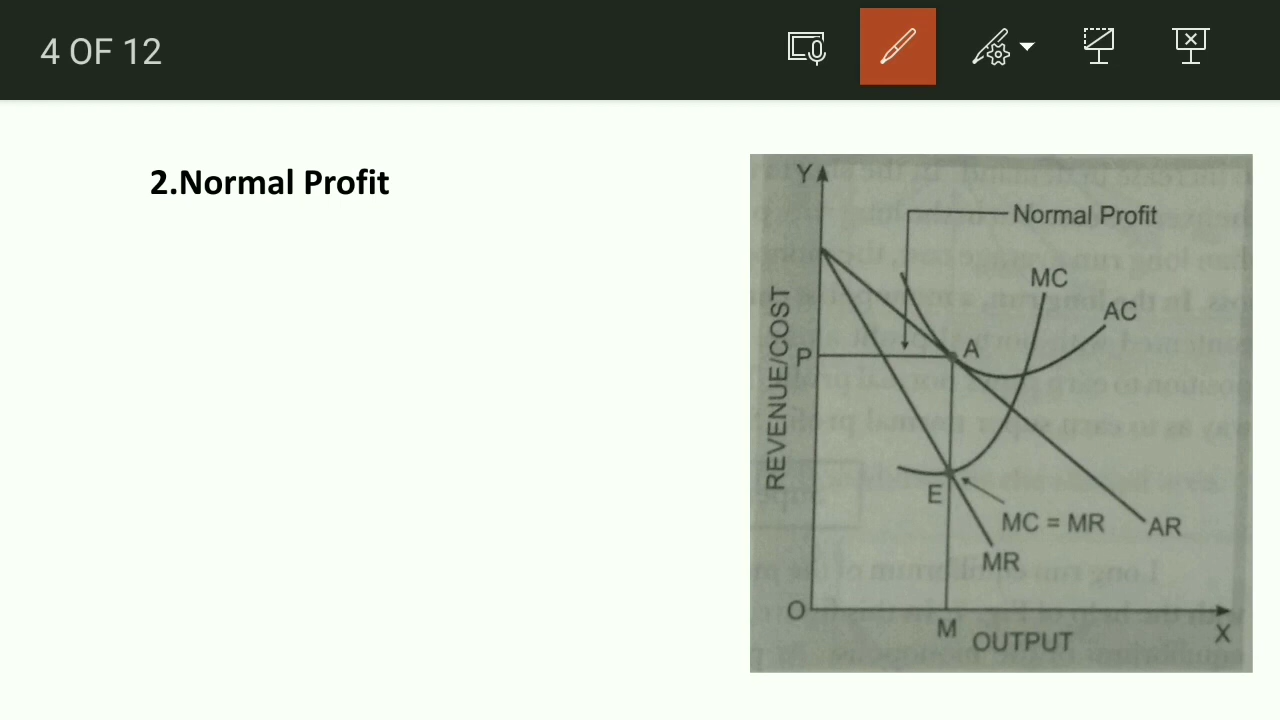 4 OF 12
2.Normal Profit
Y
Normal Profit
MC
AC
A
P
REVENUE/COST
E
MC = MR
AR
MR
O
M
OUTPUT
X